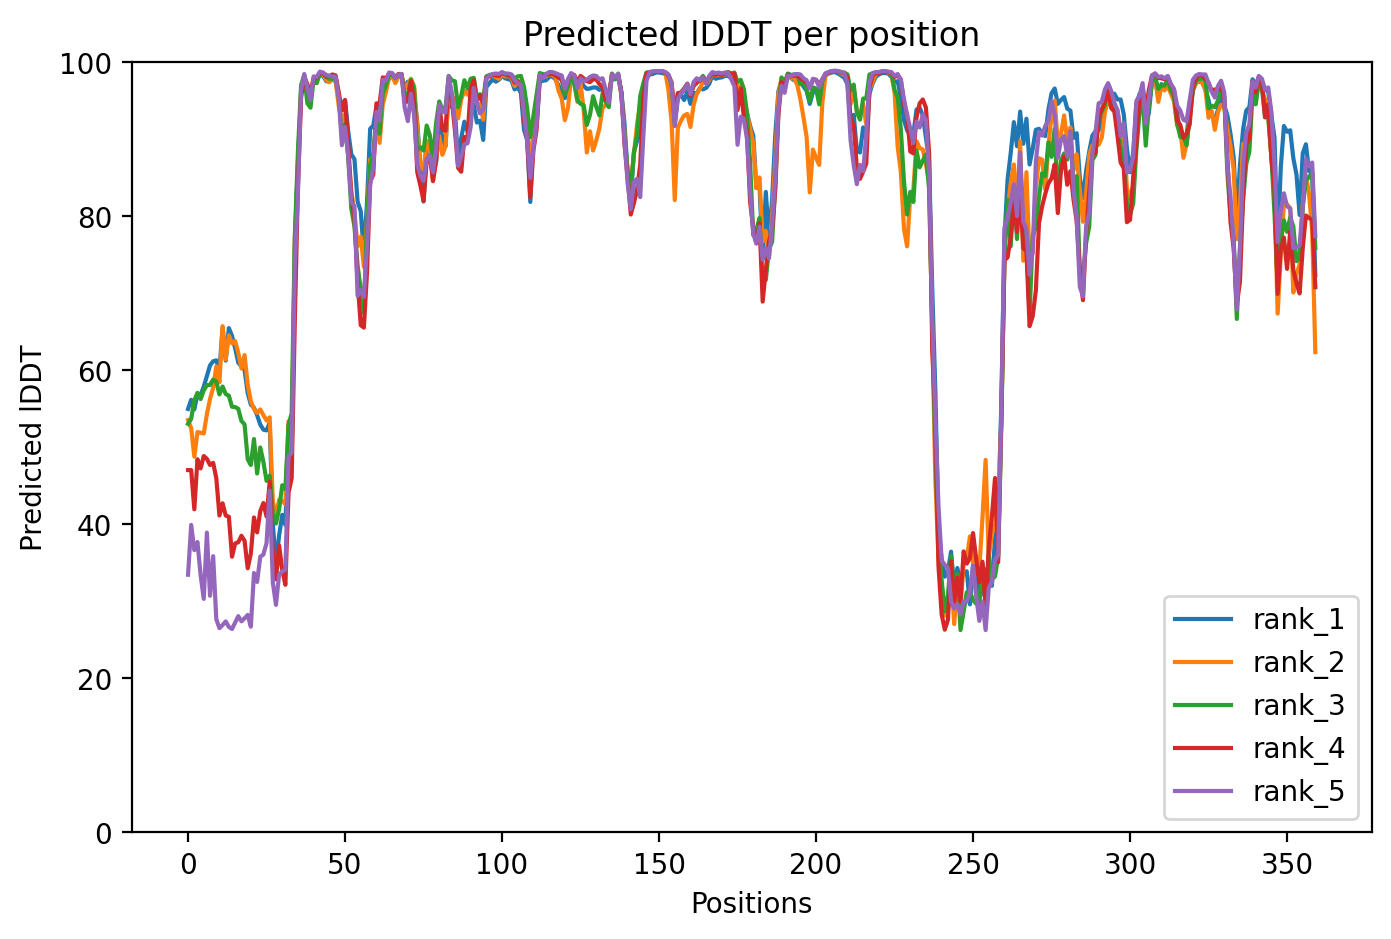 Predicted lDDT per position
Predicted lDDT
100
80
60
40
20
0
0 50 100 150 200 250 300 350
Positions
rank_1
rank_2
rank_3
rank_4
rank_5